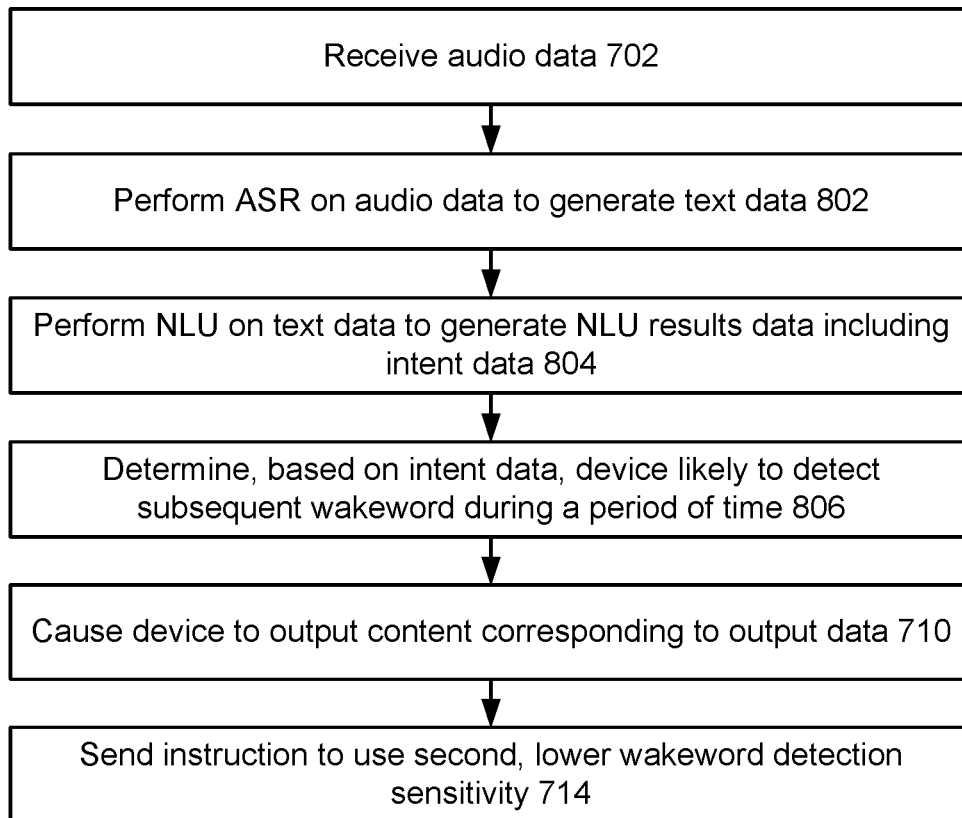 Receive audio data 702
Perform ASR on audio data to generate text data 802
Perform NLU on text data to generate NLU results data including
intent data 804
Determine, based on intent data, device likely to detect
subsequent wakeword during a period of time 806
Cause device to output content corresponding to output data 710
Send instruction to use second, lower wakeword detection
sensitivity 714